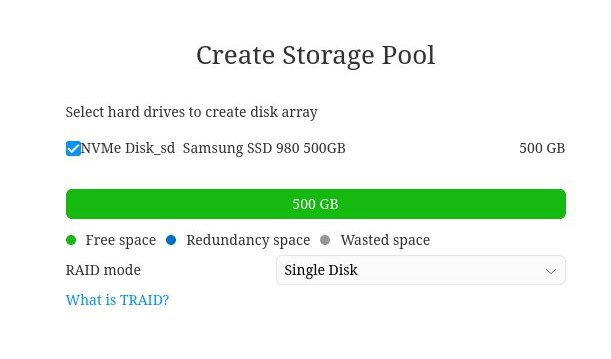 Create Storage Pool
Select hard drives to create disk array
NVMe Disk_sd Samsung SSD 980 500GB 500 GB
500 GB
Free space Redundancy space Wasted space
RAID mode Single Disk
What is TRAID?